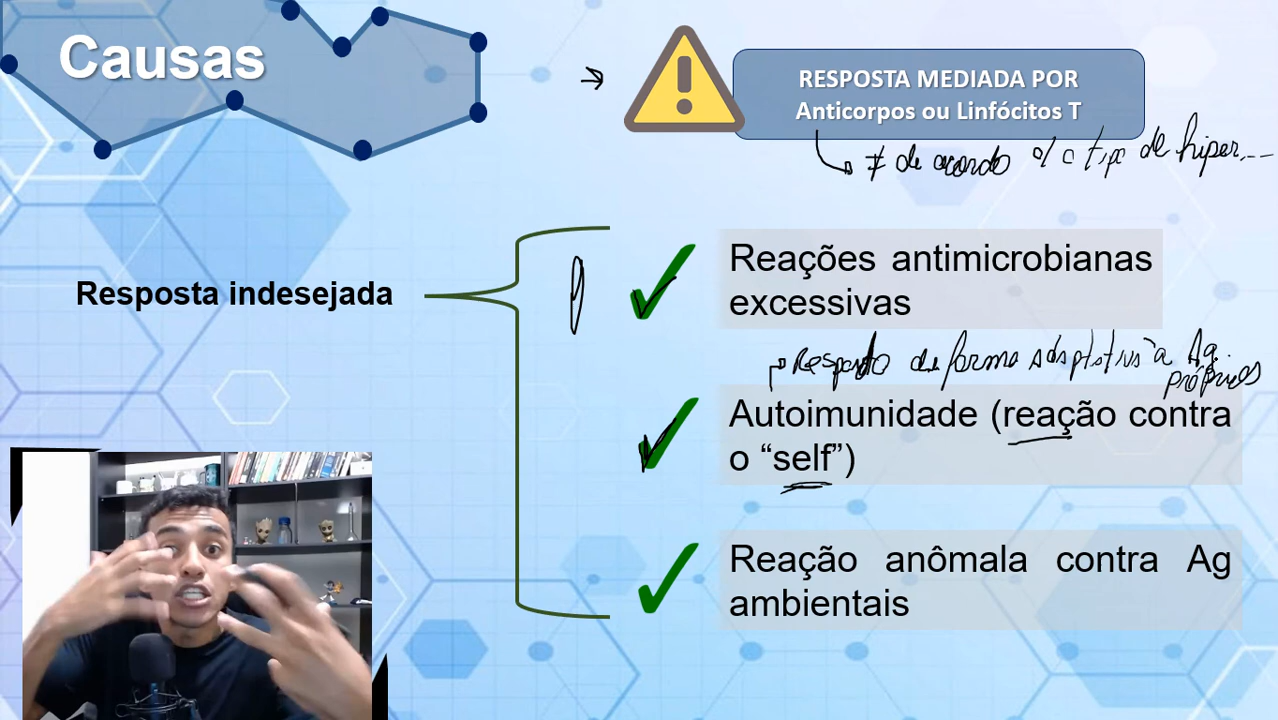 Causas
RESPOSTA MEDIADA POR
Anticorpos ou Linfócitos T
≠ de acordo c/ o tipo de hiper...
Resposta indesejada
Reações antimicrobianas
excessivas
de forma adaptativa à Ag.
próprios
Autoimunidade (reação contra
o “self”)
Reação anômala contra Ag
ambientais